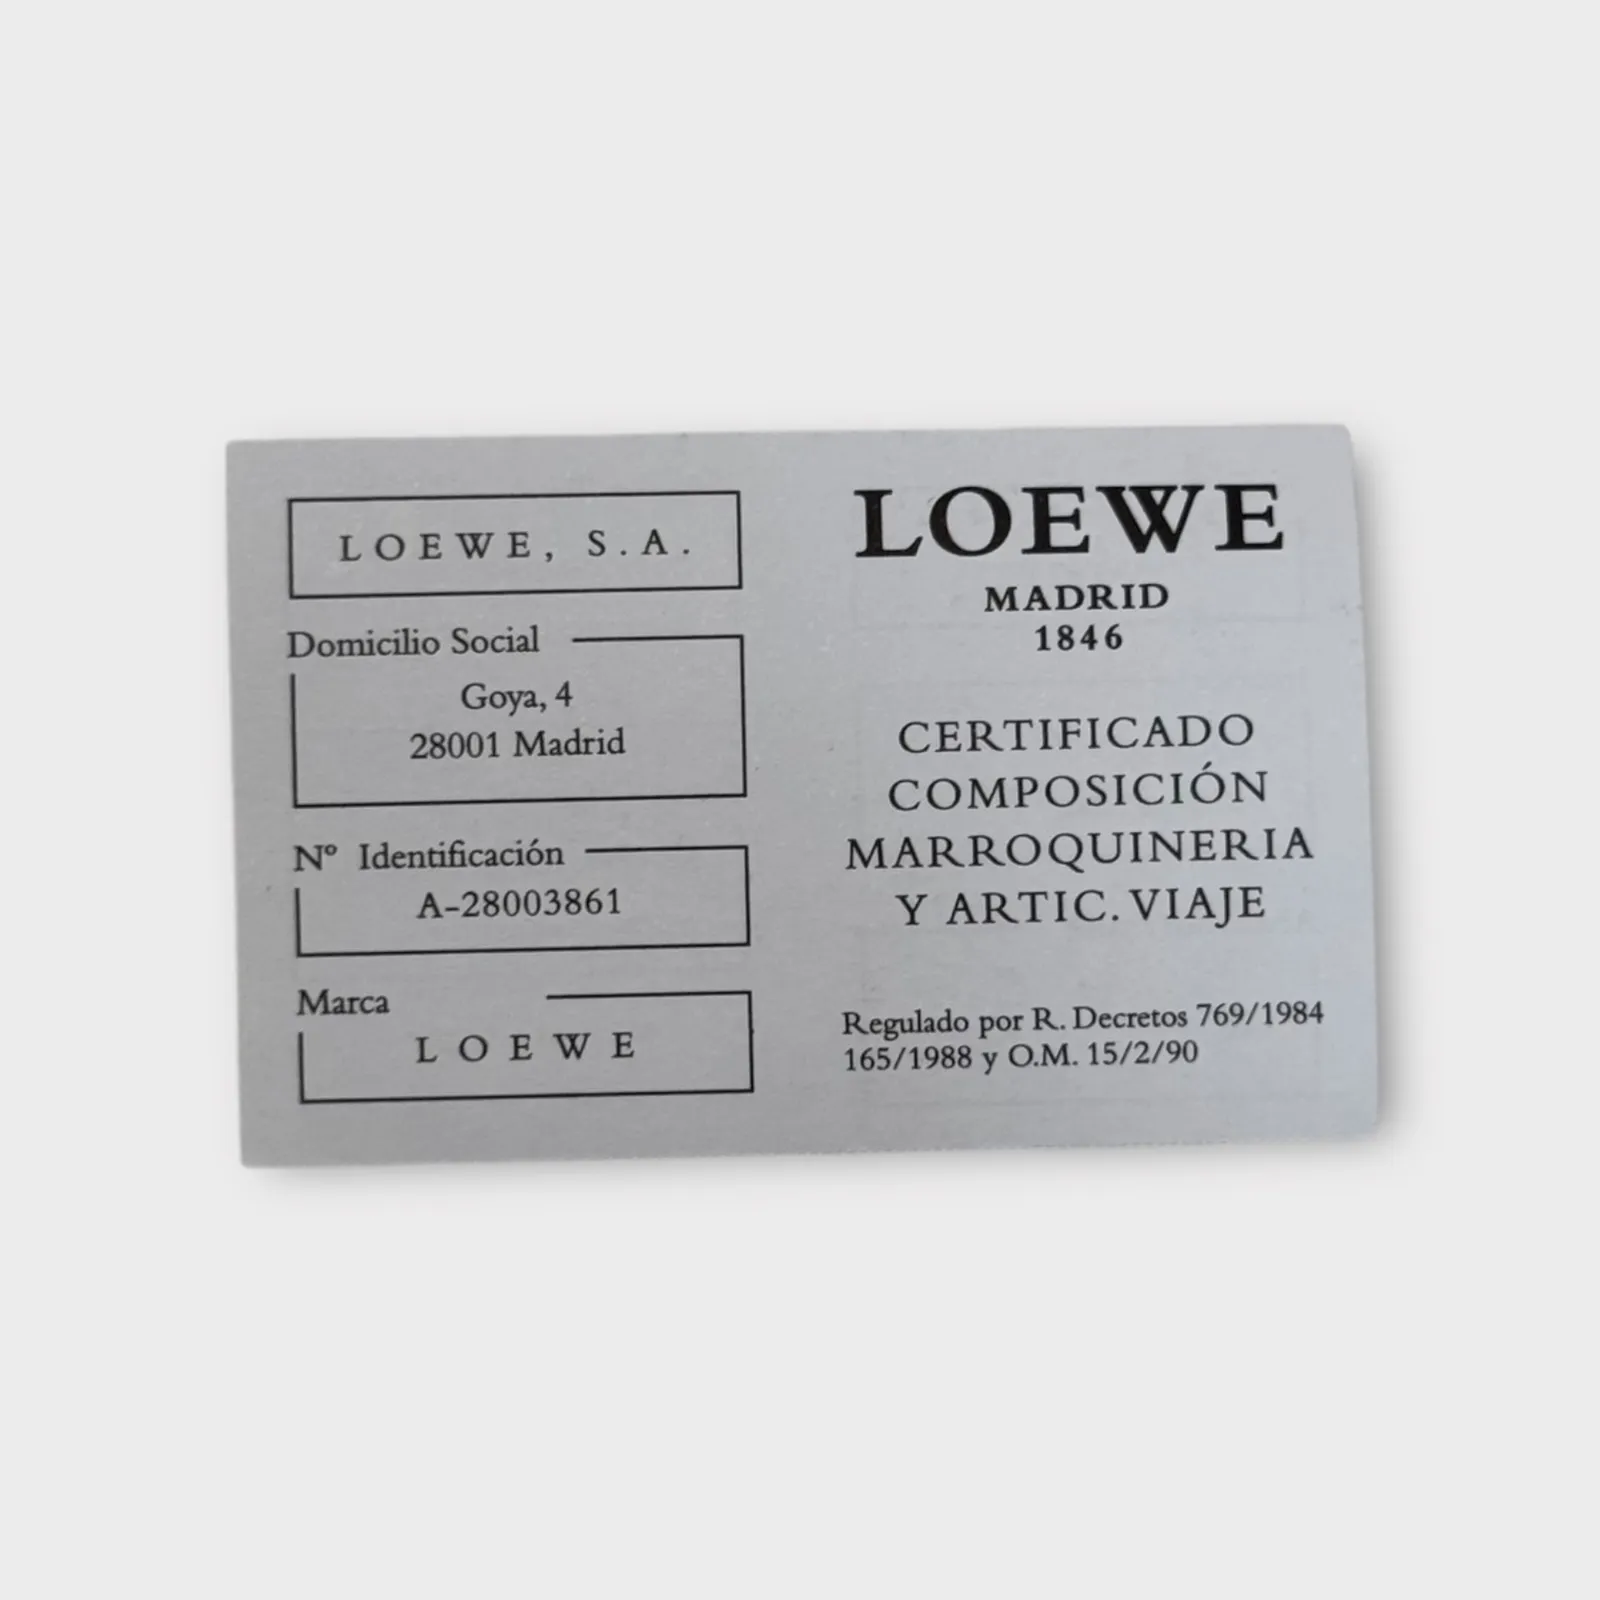 LOEWE, S.A.
Domicilio Social
Goya, 4
28001 Madrid
Nº Identificación
A-28003861
Marca
LOEWE
LOEWE
MADRID
1846
CERTIFICADO
COMPOSICIÓN
MARROQUINERIA
Y ARTIC. VIAJE
Regulado por R. Decretos 769/1984
165/1988 y O.M. 15/2/90